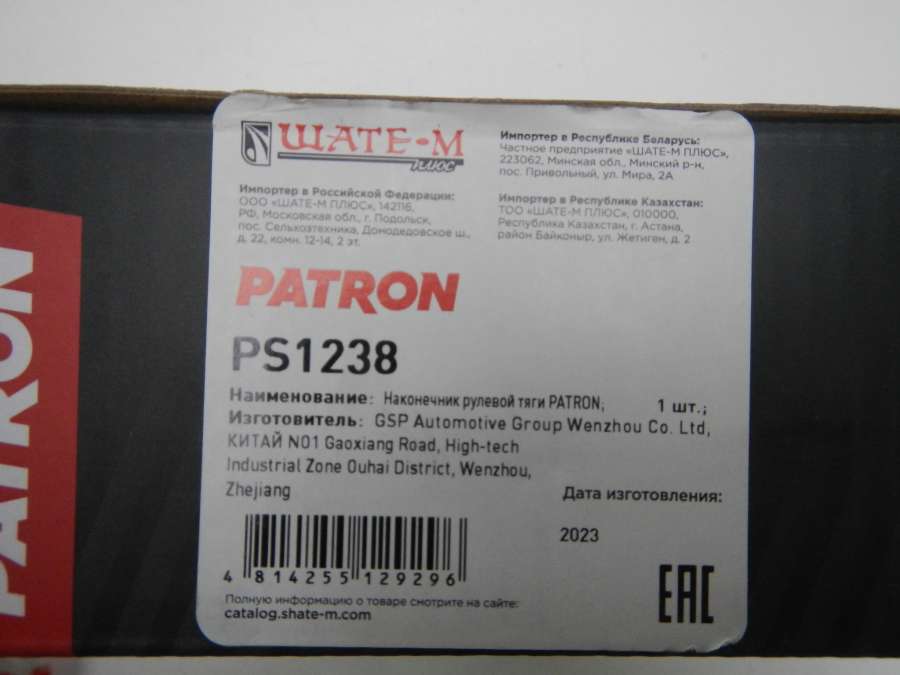 ШАТЕ-М
ПЛЮС
Импортер в Российской Федерации:
ООО «ШАТЕ-М ПЛЮС», 142116,
РФ, Московская обл., г. Подольск,
пос. Сельхозтехника, Домодедовское ш.,
д. 22, комн. 12-14, 2 эт.
Импортер в Республике Беларусь:
Частное предприятие «ШАТЕ-М ПЛЮС»,
223062, Минская обл., Минский р-н,
пос. Привольный, ул. Мира, 2А
Импортер в Республике Казахстан:
ТОО «ШАТЕ-М ПЛЮС», 010000,
Республика Казахстан, г. Астана,
район Байконыр, ул. Жетиген, д. 2
PATRON
PS1238
Наименование: Наконечник рулевой тяги PATRON; 1 шт.;
Изготовитель: GSP Automotive Group Wenzhou Co. Ltd,
КИТАЙ NO1 Gaoxiang Road, High-tech
Industrial Zone Ouhai District, Wenzhou,
Zhejiang
Дата изготовления:
2023
4 814255 129296
Полную информацию о товаре смотрите на сайте:
catalog.shate-m.com
EAC
PATRON